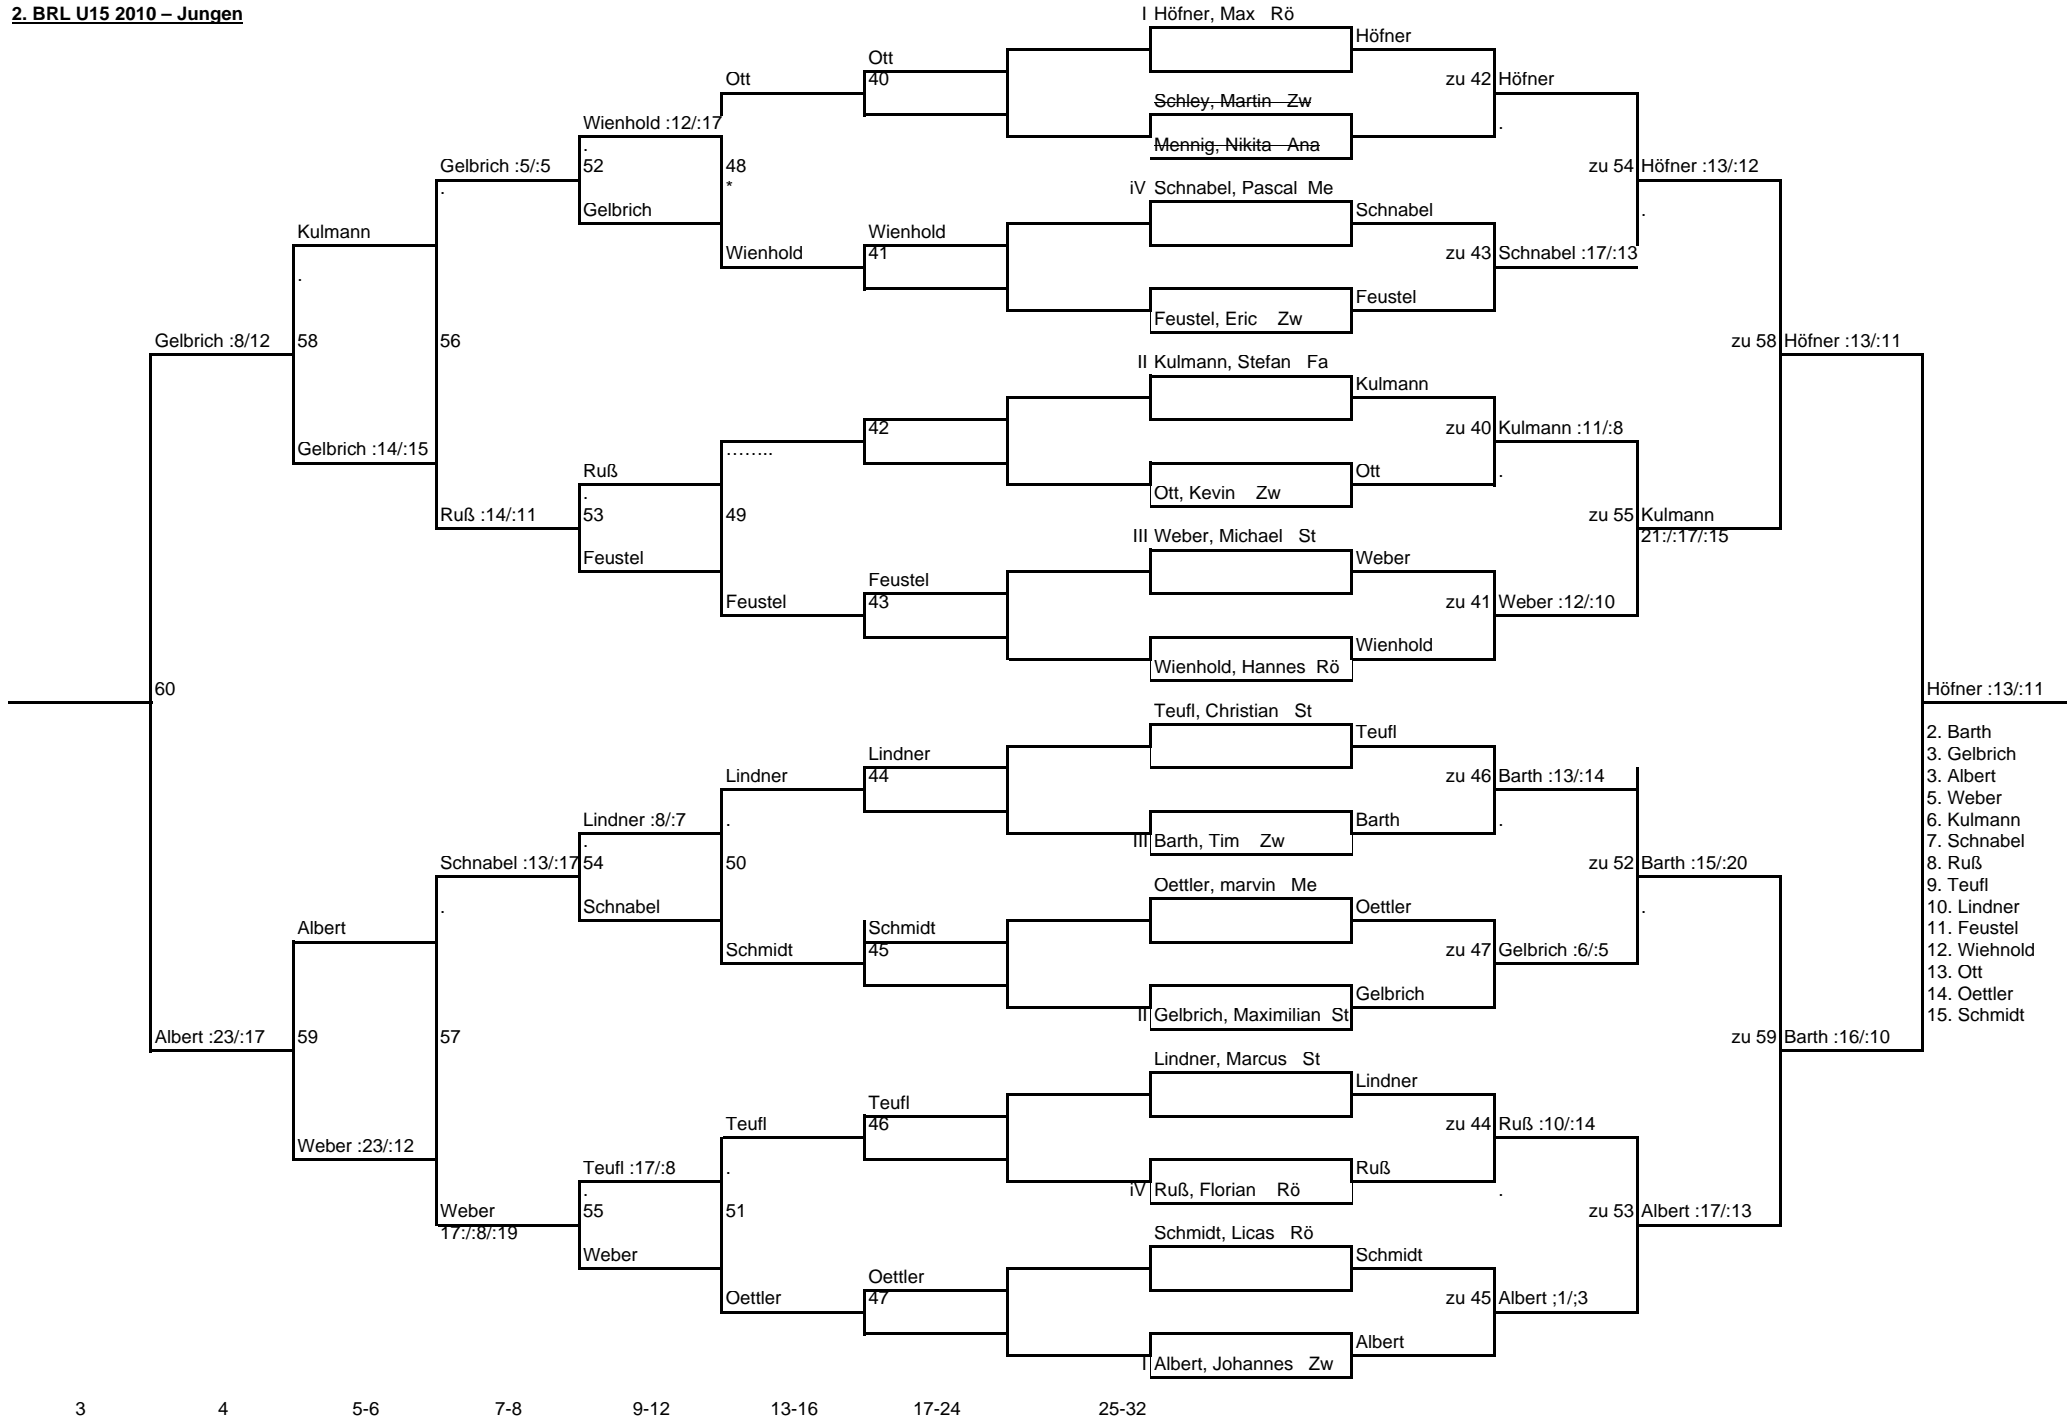 2. BRL U15 2010 – Jungen
I Höfner, Max Rö
Höfner
Ott
Ott
40
zu 42 Höfner
Schley, Martin Zw
Wienhold :12/:17
.
.
Mennig, Nikita Ana
Gelbrich :5/:5
52
48
zu 54 Höfner :13/:12
.
*
iV Schnabel, Pascal Me
Gelbrich
Schnabel
.
Kulmann
Wienhold
Wienhold
41
zu 43 Schnabel :17/:13
.
Feustel
Feustel, Eric Zw
Gelbrich :8/12
58
56
zu 58 Höfner :13/:11
II Kulmann, Stefan Fa
Kulmann
42
zu 40 Kulmann :11/:8
Gelbrich :14/:15
……..
Ruß
Ott
.
.
Ott, Kevin Zw
Ruß :14/:11
53
49
zu 55 Kulmann
21:/:17/:15
III Weber, Michael St
Feustel
Weber
Feustel
Feustel
43
zu 41 Weber :12/:10
Wienhold
Wienhold, Hannes Rö
60
Höfner :13/:11
Teufl, Christian St
Teufl
2. Barth
3. Gelbrich
3. Albert
5. Weber
6. Kulmann
7. Schnabel
8. Ruß
9. Teufl
10. Lindner
11. Feustel
12. Wiehnold
13. Ott
14. Oettler
15. Schmidt
Lindner
Lindner
44
zu 46 Barth :13/:14
Lindner :8/:7
.
Barth
.
.
III Barth, Tim Zw
Schnabel :13/:17
54
50
zu 52 Barth :15/:20
Oettler, marvin Me
.
Schnabel
Oettler
.
Albert
Schmidt
Schmidt
45
zu 47 Gelbrich :6/:5
Gelbrich
II Gelbrich, Maximilian St
Albert :23/:17
59
57
zu 59 Barth :16/:10
Lindner, Marcus St
Lindner
Teufl
Teufl
46
zu 44 Ruß :10/:14
Weber :23/:12
Teufl :17/:8
.
Ruß
.
.
iV Ruß, Florian Rö
Weber
17:/:8/:19
55
51
zu 53 Albert :17/:13
Schmidt, Licas Rö
Weber
Schmidt
Oettler
Oettler
47
zu 45 Albert ;1/;3
Albert
I Albert, Johannes Zw
3 4 5-6 7-8 9-12 13-16 17-24 25-32